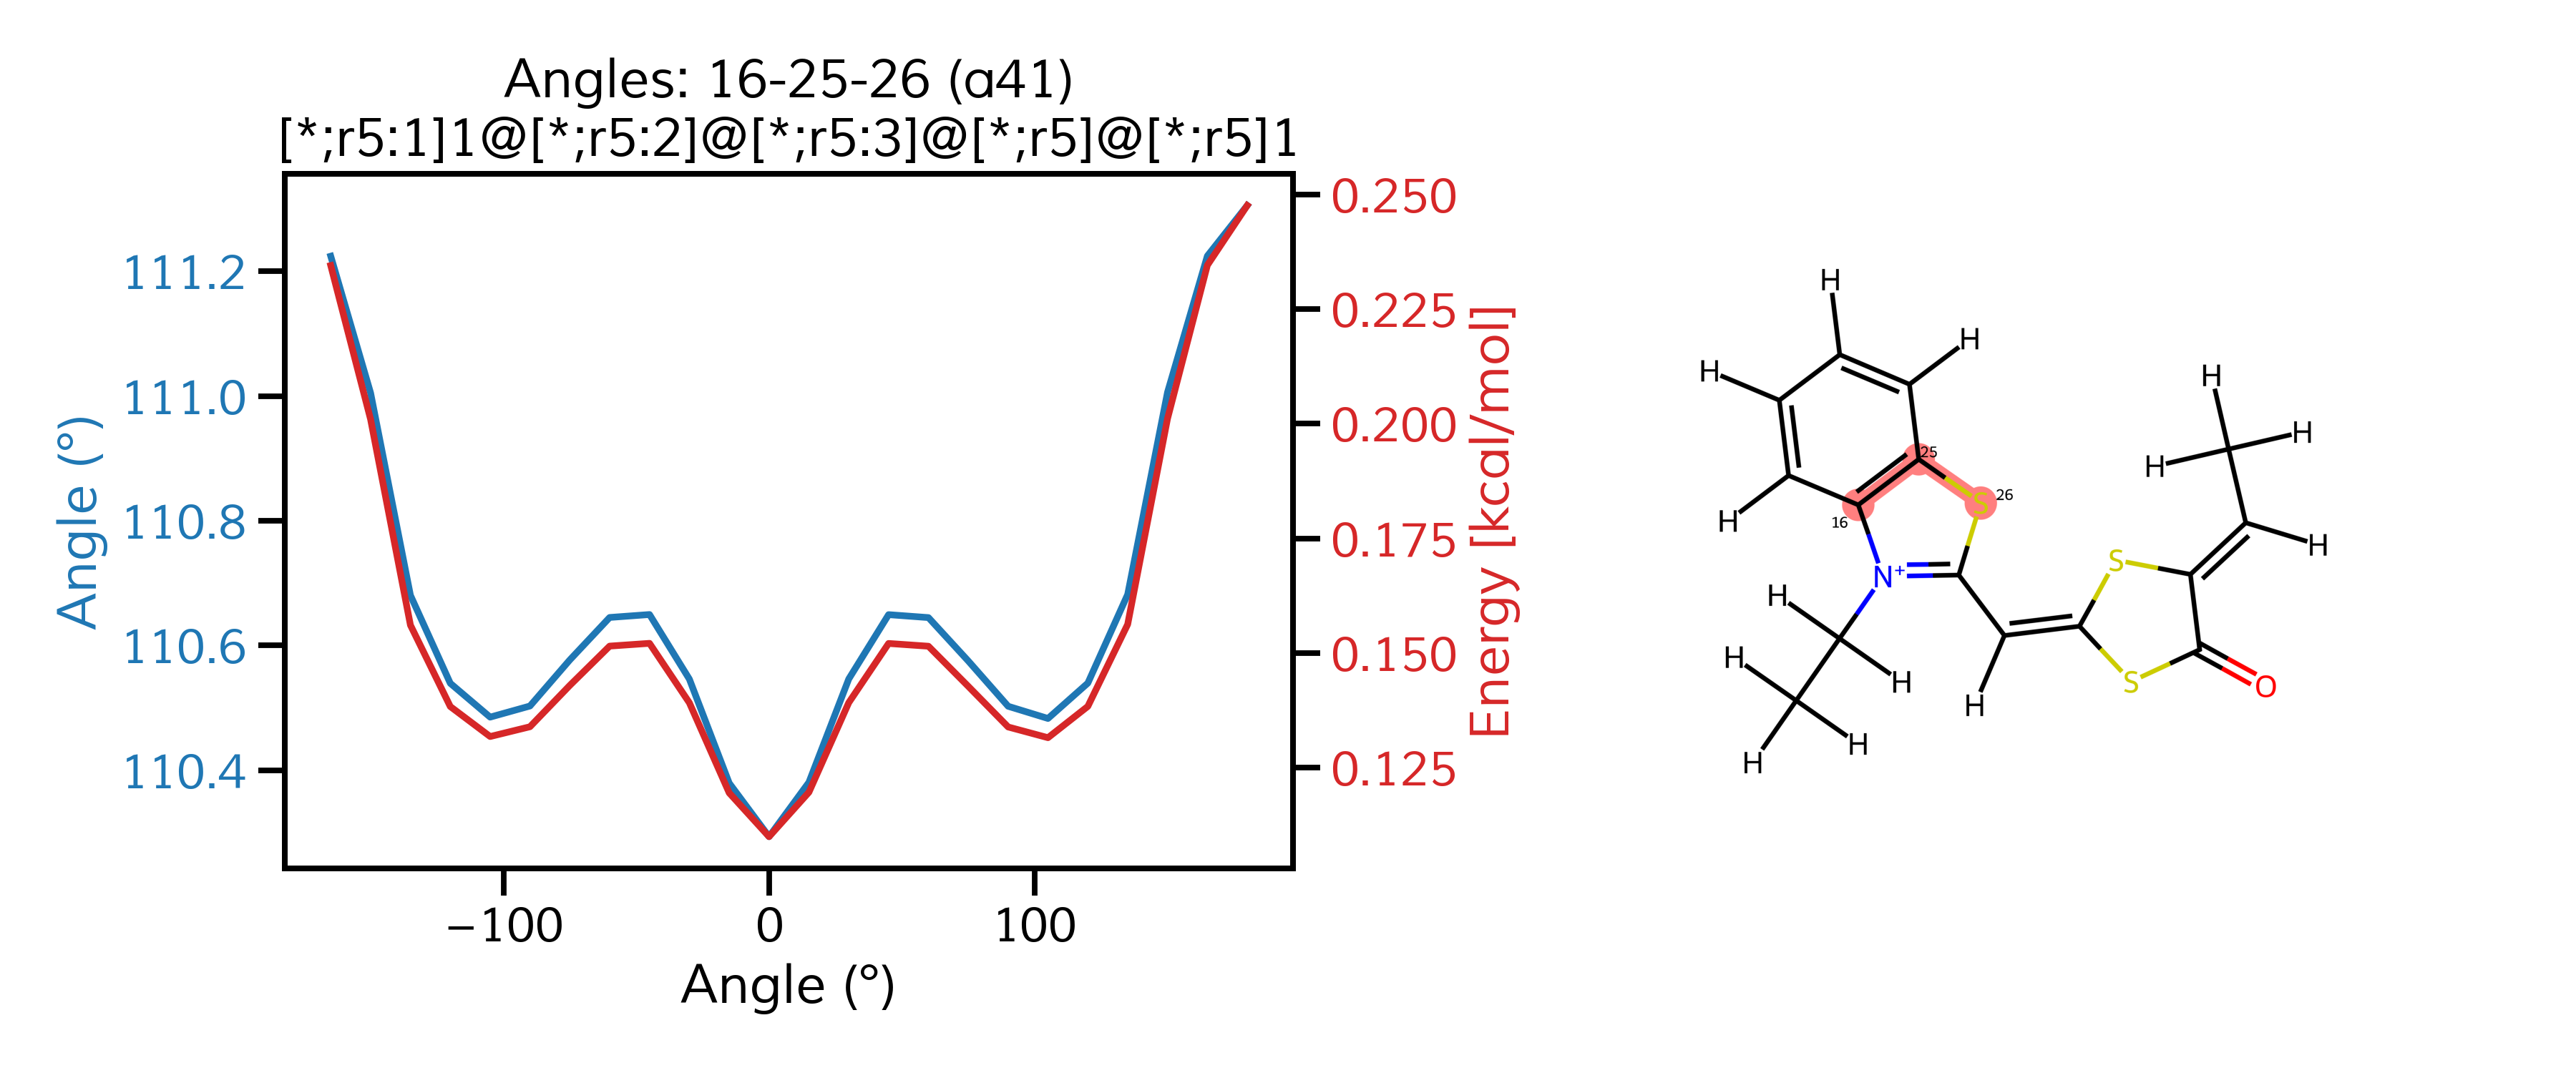 Angles: 16-25-26 (a41)
[*;r5:1]1@[*;r5:2]@[*;r5:3]@[*;r5]@[*;r5]1
Angle (°)
111.2
111.0
110.8
110.6
110.4
−100
0
100
Angle (°)
0.250
0.225
0.200
0.175
0.150
0.125
Energy [kcal/mol]
H
H
H
H
H
H
H
25
S
26
16
H
N⁺
S
H
H
H
S
O
H
H
H